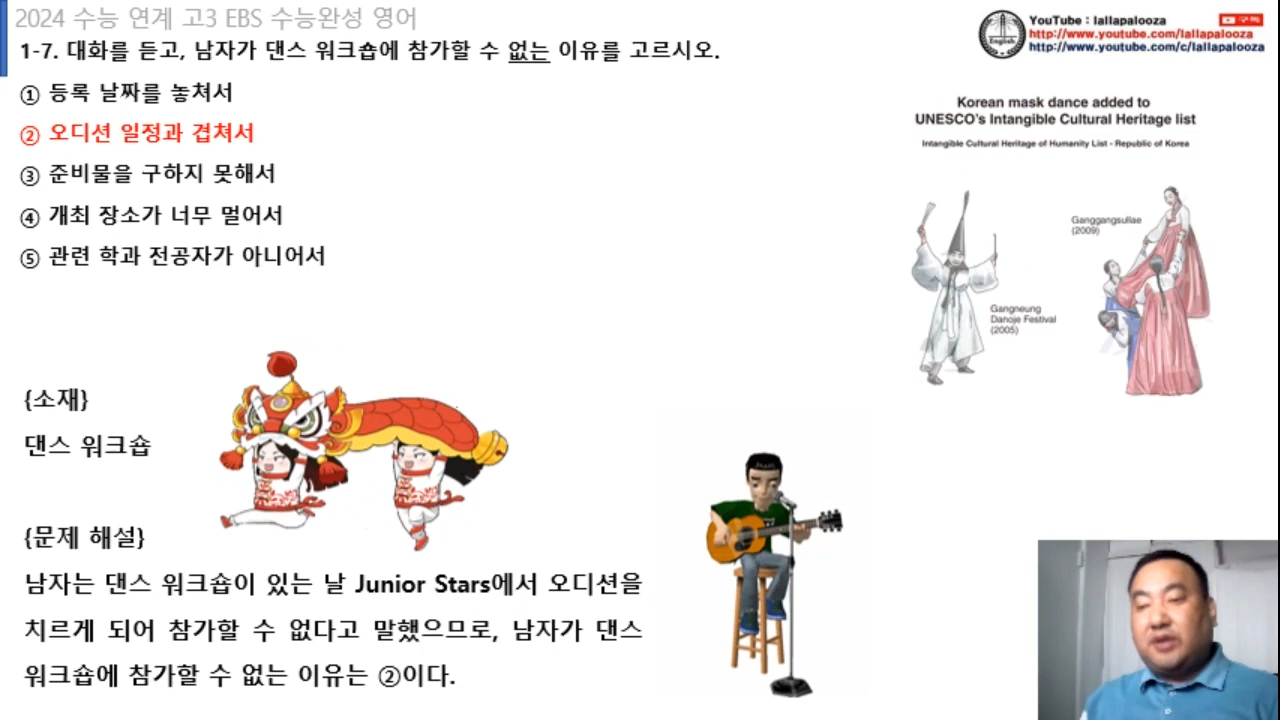 2024 수능 연계 고3 EBS 수능완성 영어
1-7. 대화를 듣고, 남자가 댄스 워크숍에 참가할 수 없는 이유를 고르시오.
① 등록 날짜를 놓쳐서
② 오디션 일정과 겹쳐서
③ 준비물을 구하지 못해서
④ 개최 장소가 너무 멀어서
⑤ 관련 학과 전공자가 아니어서
{소재}
댄스 워크숍
{문제 해설}
남자는 댄스 워크숍이 있는 날 Junior Stars에서 오디션을
치르게 되어 참가할 수 없다고 말했으므로, 남자가 댄스
워크숍에 참가할 수 없는 이유는 ②이다.
English
YouTube : lallapalooza
구독
http://www.youtube.com/lallapalooza
http://www.youtube.com/c/lallapalooza
Korean mask dance added to
UNESCO's Intangible Cultural Heritage list
Intangible Cultural Heritage of Humanity List - Republic of Korea
Ganggangsullae
(2009)
Gangneung
Danoje Festival
(2005)